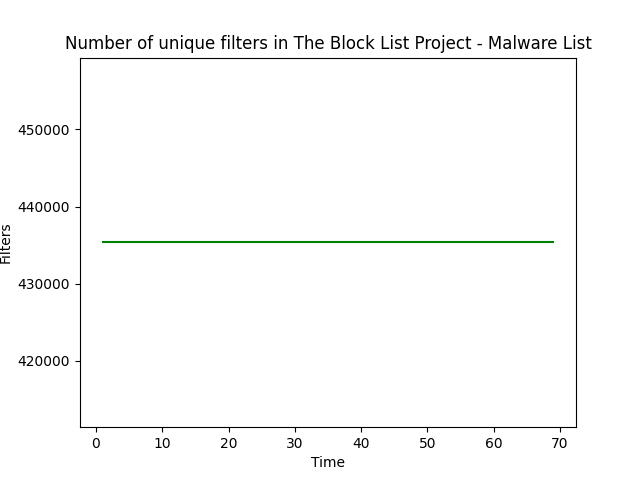 Number of unique filters in The Block List Project - Malware List
450000
440000
430000
420000
Filters
0 10 20 30 40 50 60 70
Time